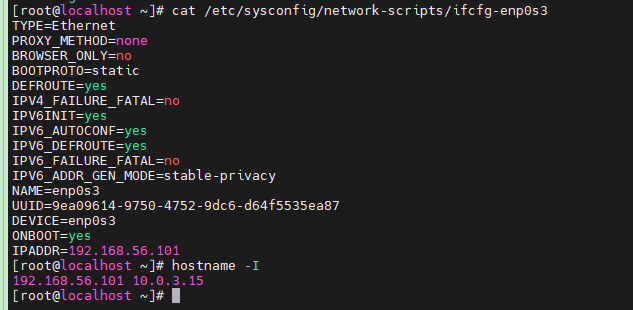 [root@localhost ~]# cat /etc/sysconfig/network-scripts/ifcfg-enp0s3
TYPE=Ethernet
PROXY_METHOD=none
BROWSER_ONLY=no
BOOTPROTO=static
DEFROUTE=yes
IPV4_FAILURE_FATAL=no
IPV6INIT=yes
IPV6_AUTOCONF=yes
IPV6_DEFROUTE=yes
IPV6_FAILURE_FATAL=no
IPV6_ADDR_GEN_MODE=stable-privacy
NAME=enp0s3
UUID=9ea09614-9750-4752-9dc6-d64f5535ea87
DEVICE=enp0s3
ONBOOT=yes
IPADDR=192.168.56.101
[root@localhost ~]# hostname -I
192.168.56.101 10.0.3.15
[root@localhost ~]#